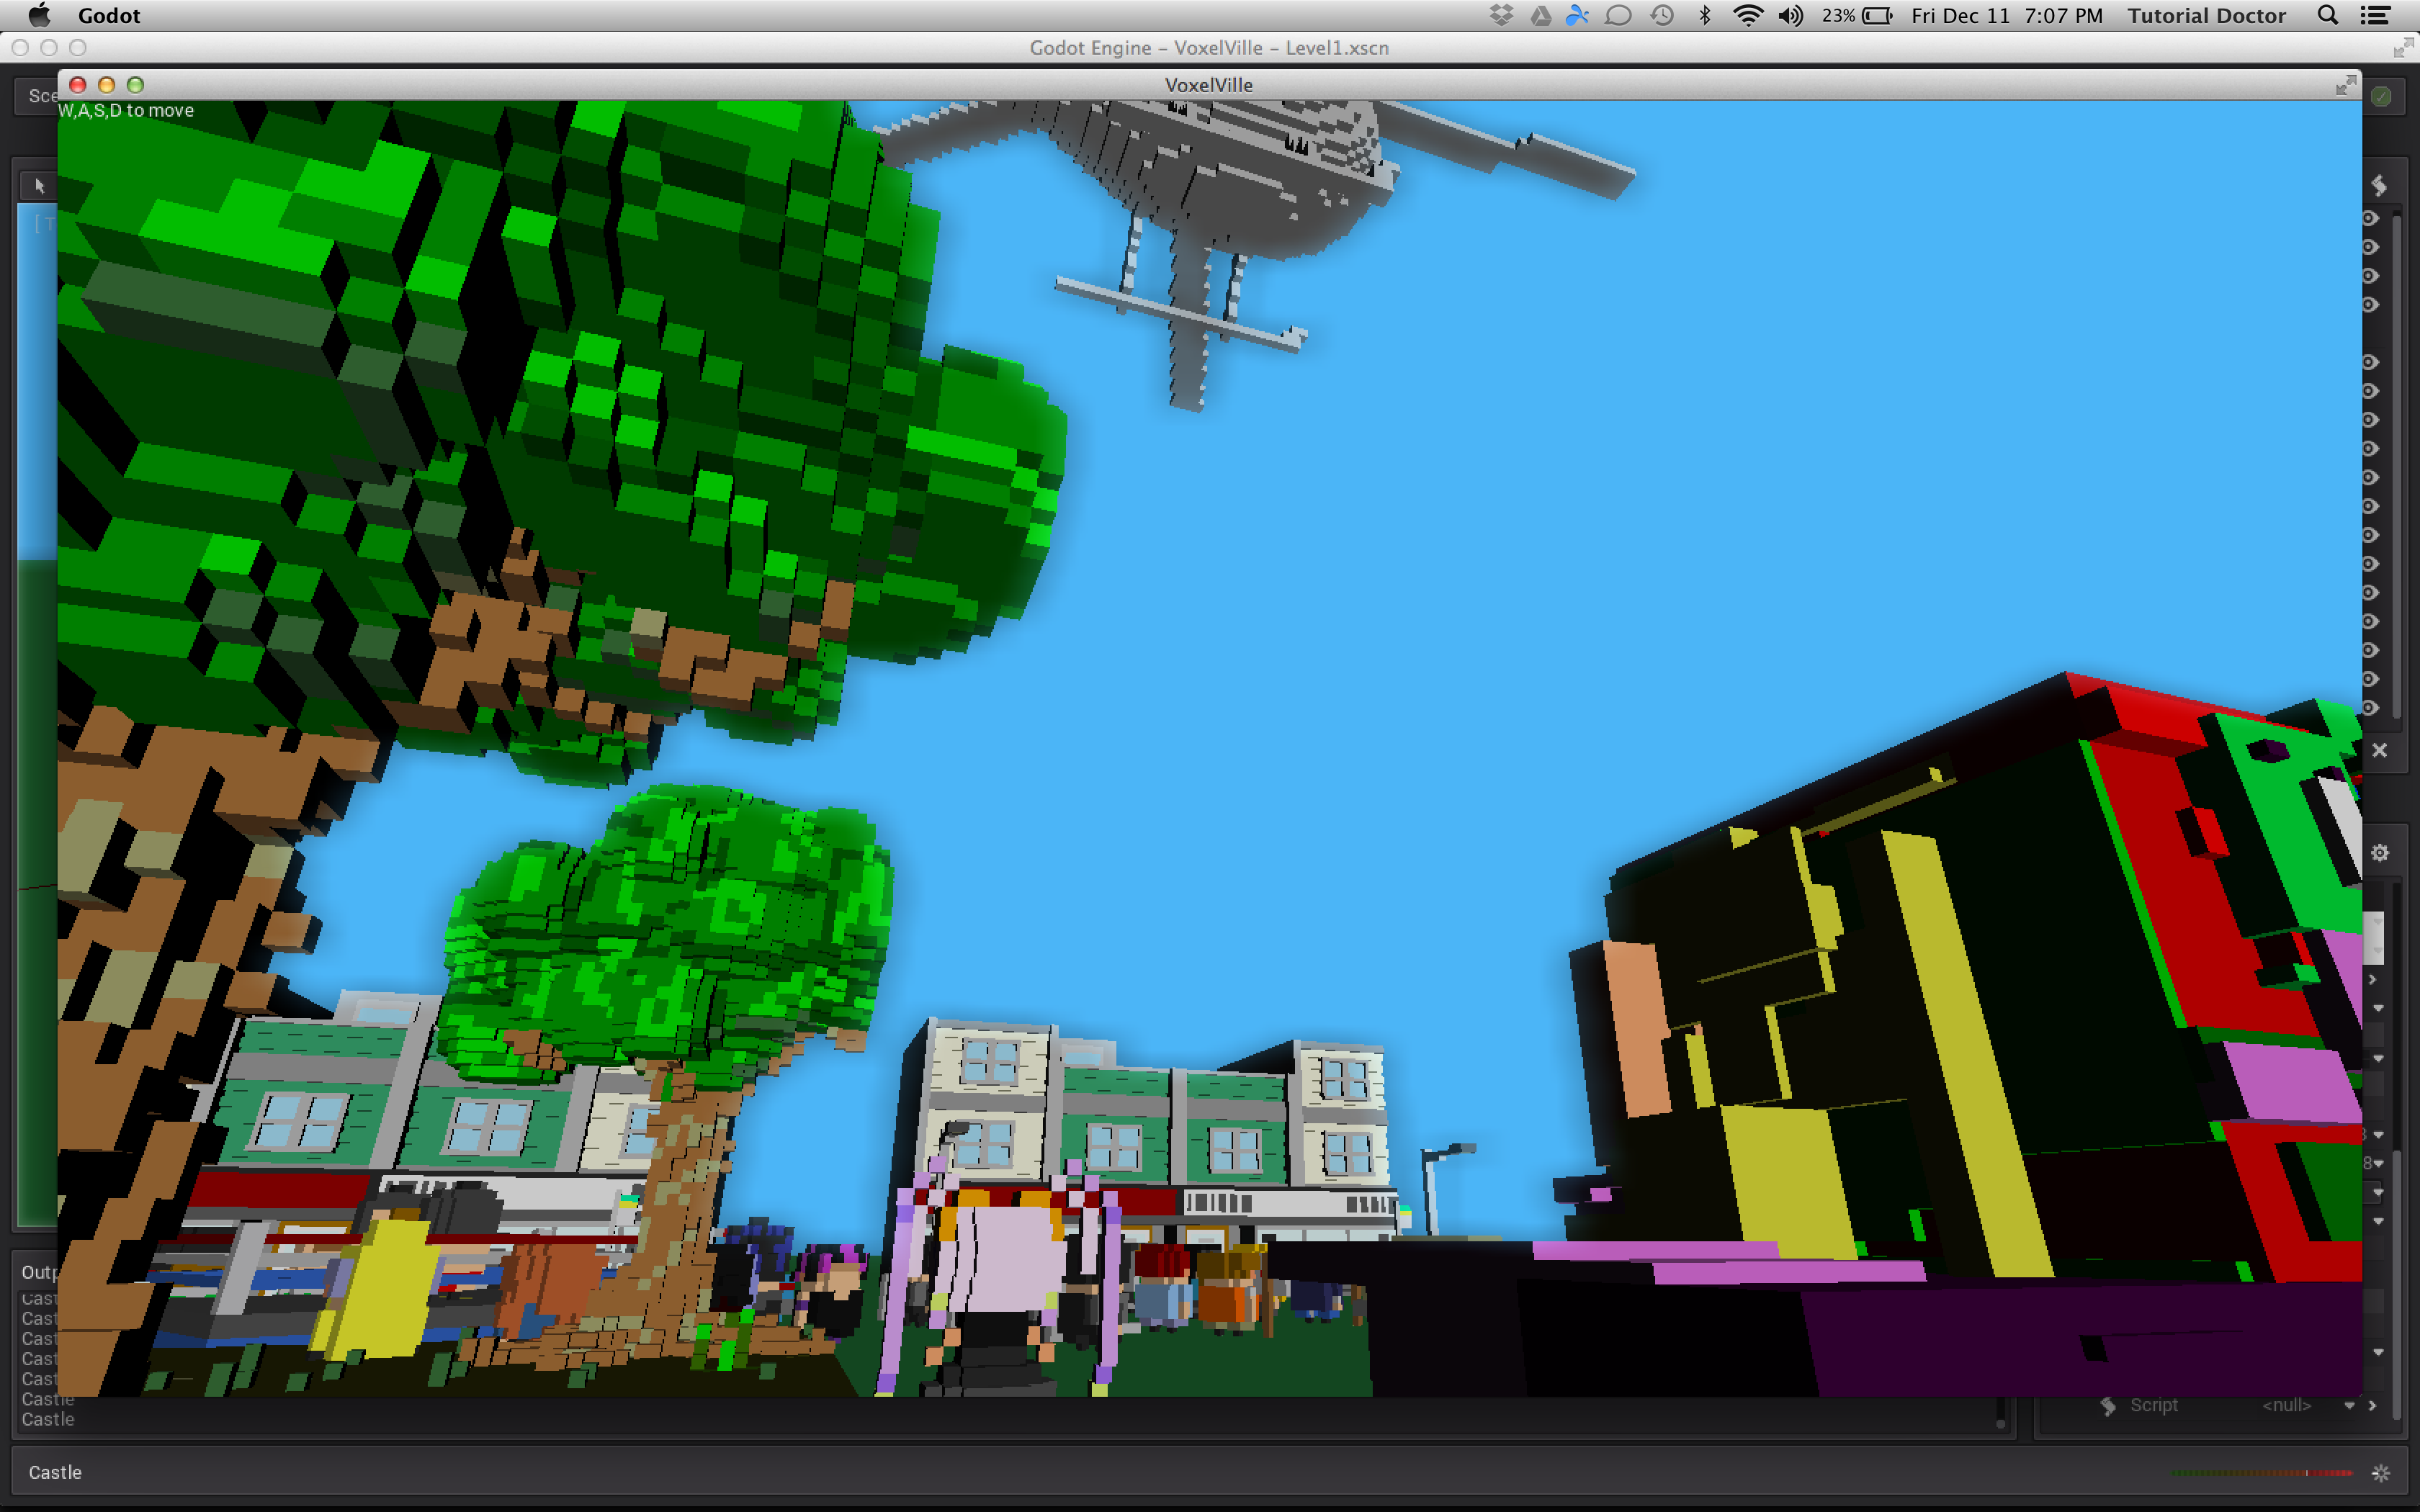 Godot
23%
Fri Dec 11 7:07 PM
Tutorial Doctor
Godot Engine – VoxelVille – Level1.xscn
VoxelVille
Sce
W,A,S,D to move
[ T
Outp
Cast
Cast
Cast
Cast
Cast
Castle
Castle
Script <null>
Castle